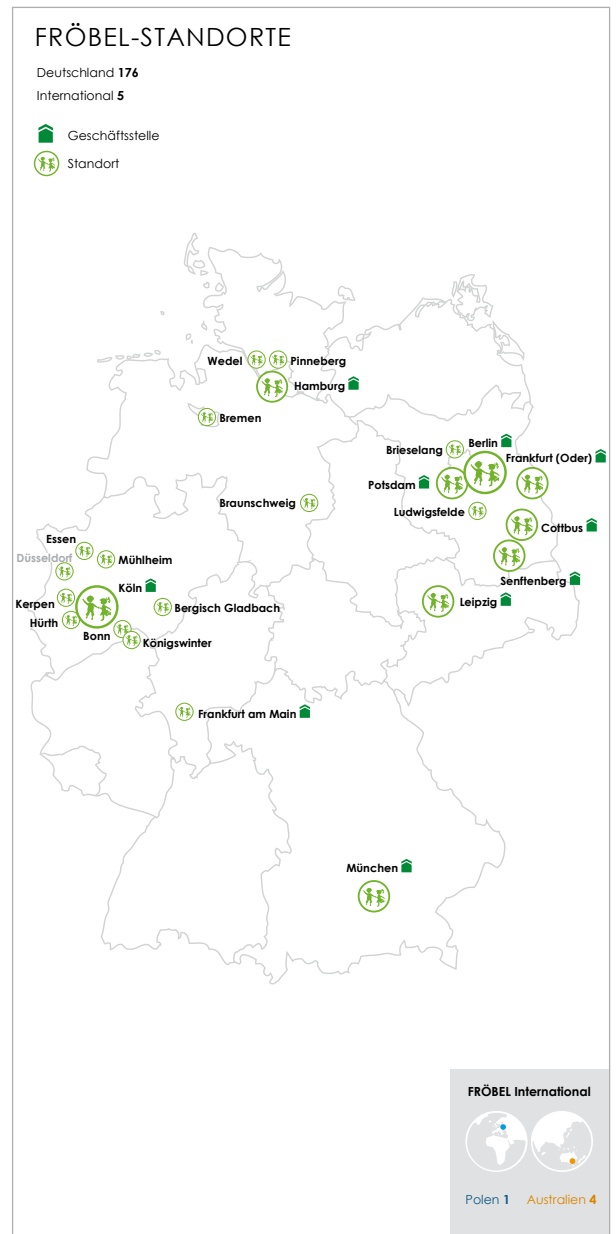 FRÖBEL-STANDORTE
Deutschland 176
International 5
Geschäftsstelle
Standort
Wedel
Pinneberg
Hamburg
Bremen
Brieselang
Berlin
Frankfurt (Oder)
Potsdam
Braunschweig
Ludwigsfelde
Cottbus
Essen
Düsseldorf
Mühlheim
Senftenberg
Köln
Leipzig
Kerpen
Bergisch Gladbach
Hürth
Bonn
Königswinter
Frankfurt am Main
München
FRÖBEL International
Polen 1
Australien 4